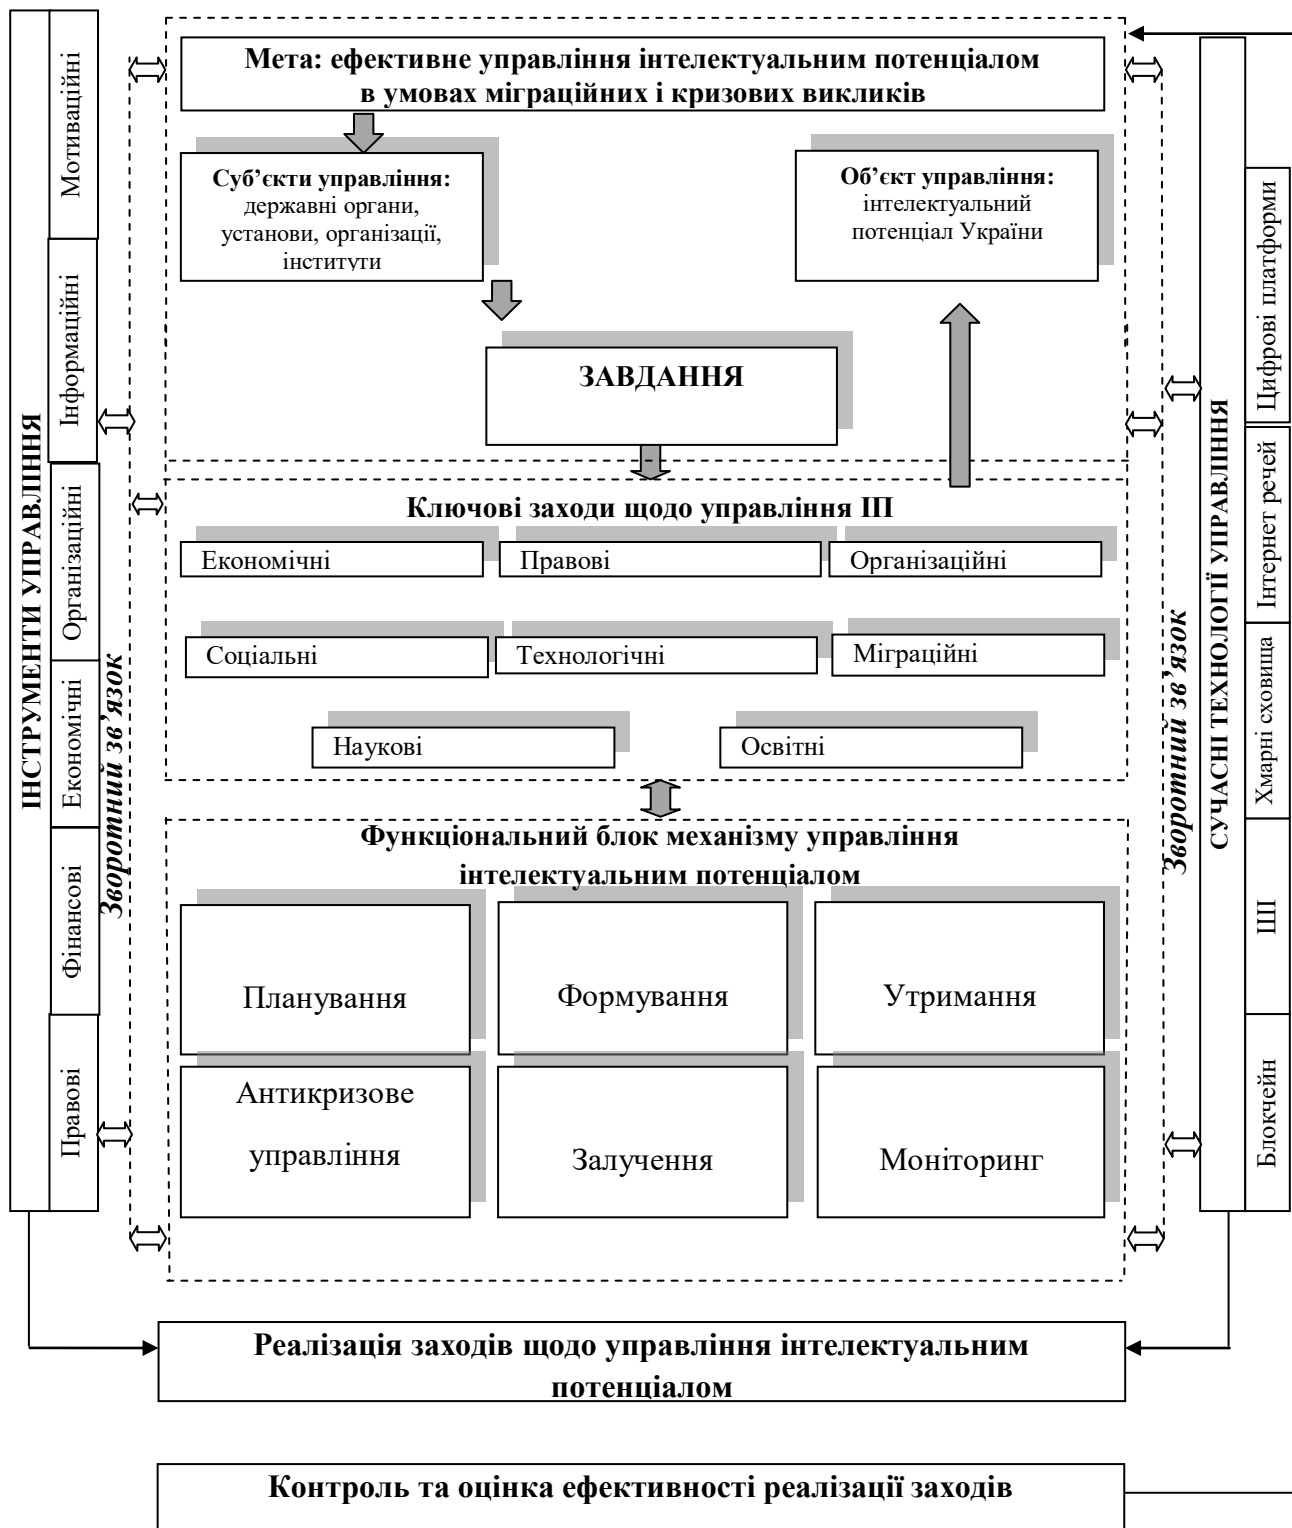 Мета: ефективне управління інтелектуальним потенціалом
в умовах міграційних і кризових викликів
Суб’єкти управління:
державні органи,
установи, організації,
інститути
Об’єкт управління:
інтелектуальний
потенціал України
ЗАВДАННЯ
Ключові заходи щодо управління ІП
Економічні
Правові
Організаційні
Соціальні
Технологічні
Міграційні
Наукові
Освітні
Функціональний блок механізму управління
інтелектуальним потенціалом
Планування
Формування
Утримання
Антикризове
управління
Залучення
Моніторинг
ІНСТРУМЕНТИ УПРАВЛІННЯ
Мотиваційні
Інформаційні
Організаційні
Економічні
Фінансові
Правові
Зворотний зв’язок
Зворотний зв’язок
СУЧАСНІ ТЕХНОЛОГІЇ УПРАВЛІННЯ
Цифрові платформи
Інтернет речей
Хмарні сховища
ШІ
Блокчейн
Реалізація заходів щодо управління інтелектуальним
потенціалом
Контроль та оцінка ефективності реалізації заходів